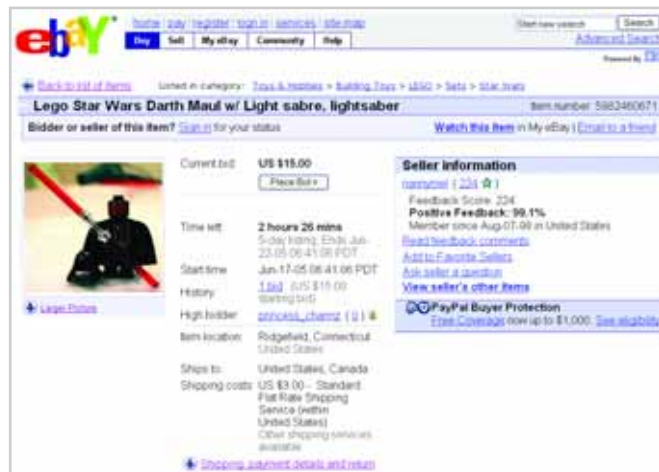 ebay
home | pay | register | sign in | services | site map
Start new search Search
Buy Sell My eBay Community Help
Advanced Search
Powered By
Back to list of items Listed in category: Toys & Hobbies > Building Toys > LEGO > Sets > Star Wars
Lego Star Wars Darth Maul w/ Light sabre, lightsaber Item number: 5982460671
Bidder or seller of this item? Sign in for your status Watch this item in My eBay | Email to a friend
Larger Picture
Current bid: US $15.00
Place Bid >
Time left: 2 hours 26 mins
5-day listing, Ends Jun-
22-05 06:41:06 PDT
Start time: Jun-17-05 06:41:06 PDT
History: 1 bid (US $15.00
starting bid)
High bidder: princess_chamz ( 0 )
Item location: Ridgefield, Connecticut
United States
Ships to: United States, Canada
Shipping costs: US $3.00 - Standard
Flat Rate Shipping
Service (within
United States)
Other shipping services
available
Shipping, payment details and return
Seller information
( 224 )
Feedback Score: 224
Positive Feedback: 99.1%
Member since Aug-07-98 in United States
Read feedback comments
Add to Favorite Sellers
Ask seller a question
View seller's other items
PayPal Buyer Protection
Free Coverage now up to $1,000. See eligibility